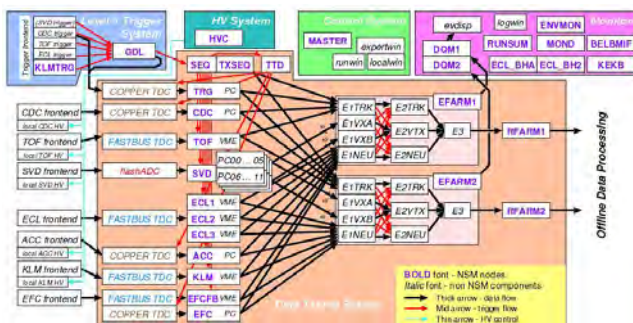 Level-1 Trigger System
HV System
Trigger frontend
SVD trigger
CDC trigger
TOF trigger
ECL trigger
KLMTRG
GDL
HVC
MASTER
expertwin
runwin
localwin
evdisp
logwin
ENVMON
DQM1
RUNSUM
MOND
BELMIF
DQM2
ECL_BHA
ECL_BH2
KEKB
SEQ
TXSEQ
TTD
COPPER TDC
TRG
PC
CDC frontend
local CDC HV
COPPER TDC
CDC
PC
TOF frontend
local TOF HV
FASTBUS TDC
TOF
VME
SVD frontend
local SVD HV
flashADC
SVD
PC00 ... 05
PC06 ... 11
ECL frontend
FASTBUS TDC
ECL1
VME
ECL2
VME
ECL3
VME
ACC frontend
local ACC HV
COPPER TDC
ACC
PC
KLM frontend
local KLM HV
FASTBUS TDC
KLM
VME
EFC frontend
FASTBUS TDC
EFCFB
VME
COPPER TDC
EFC
PC
E1TRK
E1VXA
E1VXB
E1NEU
E2TRK
E2VTX
E2NEU
EFARM1
E3
RFARM1
E1TRK
E1VXA
E1VXB
E1NEU
E2TRK
E2VTX
E2NEU
EFARM2
E3
RFARM2
Offline Data Processing
BOLD font - NSM nodes
Italic font - non NSM components
Thick arrow - data flow
Mid arrow - trigger flow
Thin arrow - HV control